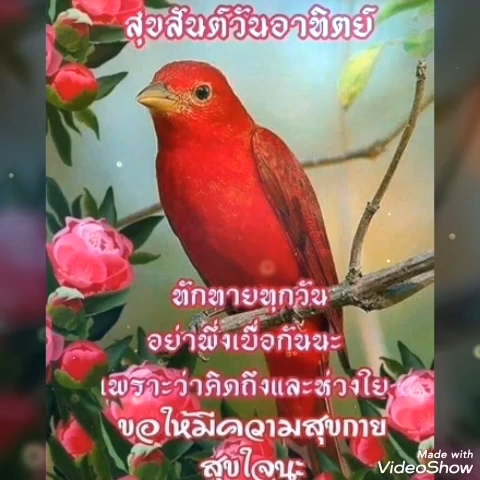 สุขสันต์วันอาทิตย์
ทักทายทุกวัน
อย่าพึ่งเบื่อกันนะ
เพราะว่าคิดถึงและห่วงใย
ขอให้มีความสุขกาย
สุขใจนะ
Made with
VideoShow